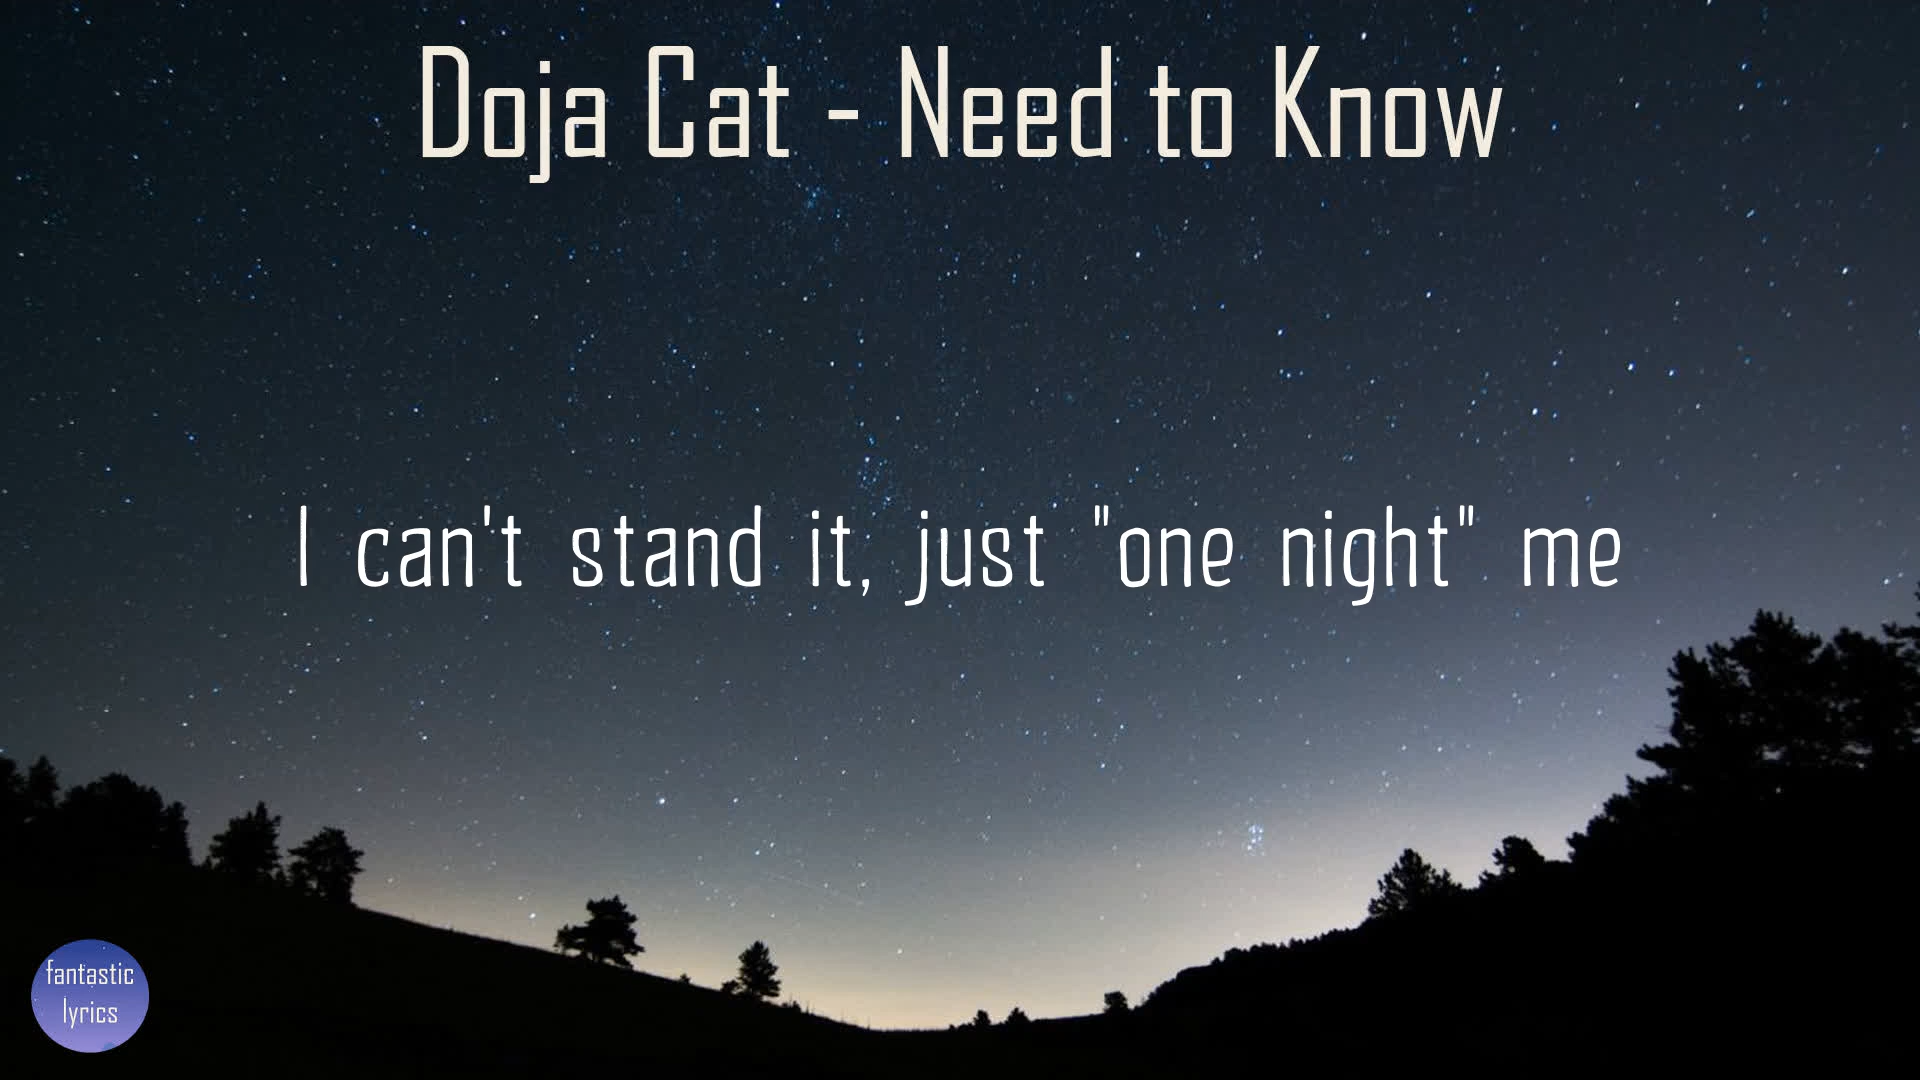 Doja Cat - Need to Know
I can't stand it, just "one night" me
fantastic
lyrics